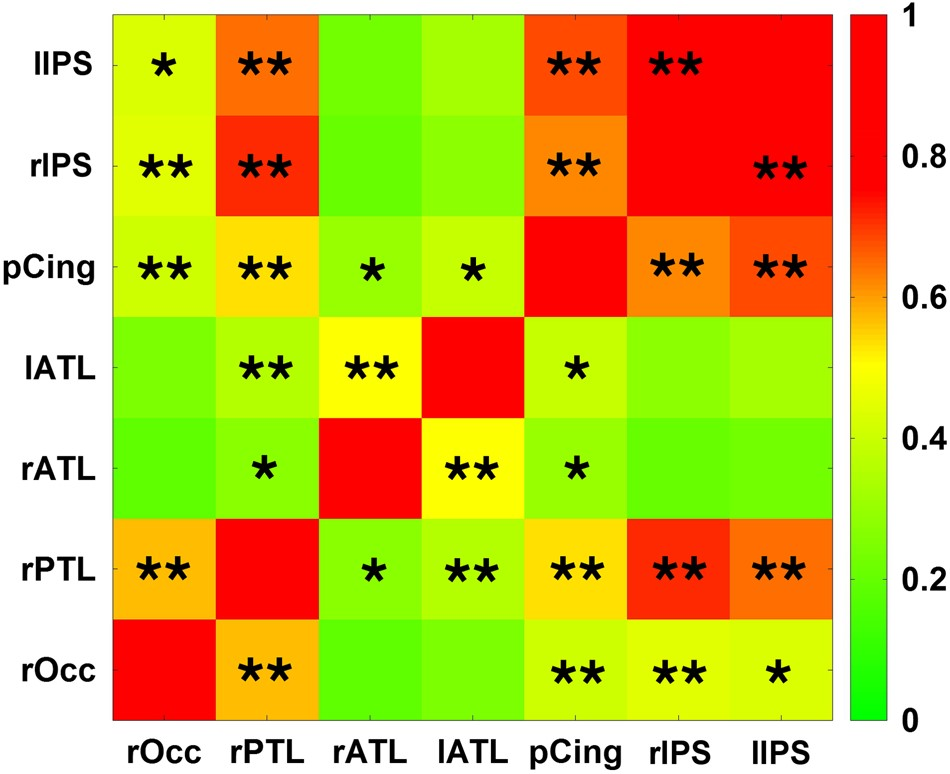 1
lIPS * ** ** **
0.8
rIPS ** ** ** **
pCing ** ** * * ** **
0.6
lATL ** ** *
0.4
rATL * ** *
rPTL ** * ** ** ** **
0.2
rOcc ** ** ** *
0
rOcc rPTL rATL lATL pCing rIPS lIPS